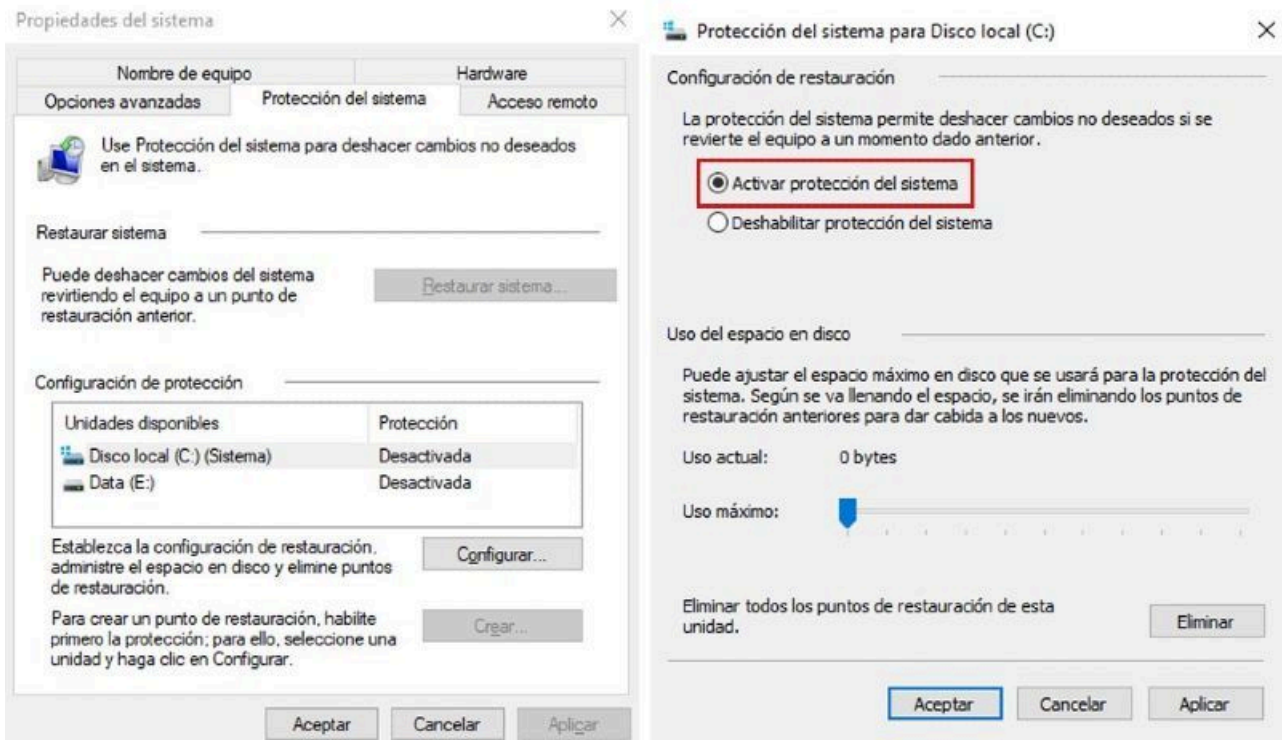 Propiedades del sistema
Nombre de equipo
Hardware
Opciones avanzadas
Protección del sistema
Acceso remoto
Use Protección del sistema para deshacer cambios no deseados
en el sistema.
Restaurar sistema
Puede deshacer cambios del sistema
revirtiendo el equipo a un punto de
restauración anterior.
Restaurar sistema...
Configuración de protección
Unidades disponibles
Protección
Disco local (C:) (Sistema)
Desactivada
Data (E:)
Desactivada
Establezca la configuración de restauración,
administre el espacio en disco y elimine puntos
de restauración.
Configurar...
Para crear un punto de restauración, habilite
primero la protección; para ello, seleccione una
unidad y haga clic en Configurar.
Crear...
Aceptar
Cancelar
Aplicar
Protección del sistema para Disco local (C:)
Configuración de restauración
La protección del sistema permite deshacer cambios no deseados si se
revierte el equipo a un momento dado anterior.
Activar protección del sistema
Deshabilitar protección del sistema
Uso del espacio en disco
Puede ajustar el espacio máximo en disco que se usará para la protección del
sistema. Según se va llenando el espacio, se irán eliminando los puntos de
restauración anteriores para dar cabida a los nuevos.
Uso actual:
0 bytes
Uso máximo:
Eliminar todos los puntos de restauración de esta
unidad.
Eliminar
Aceptar
Cancelar
Aplicar